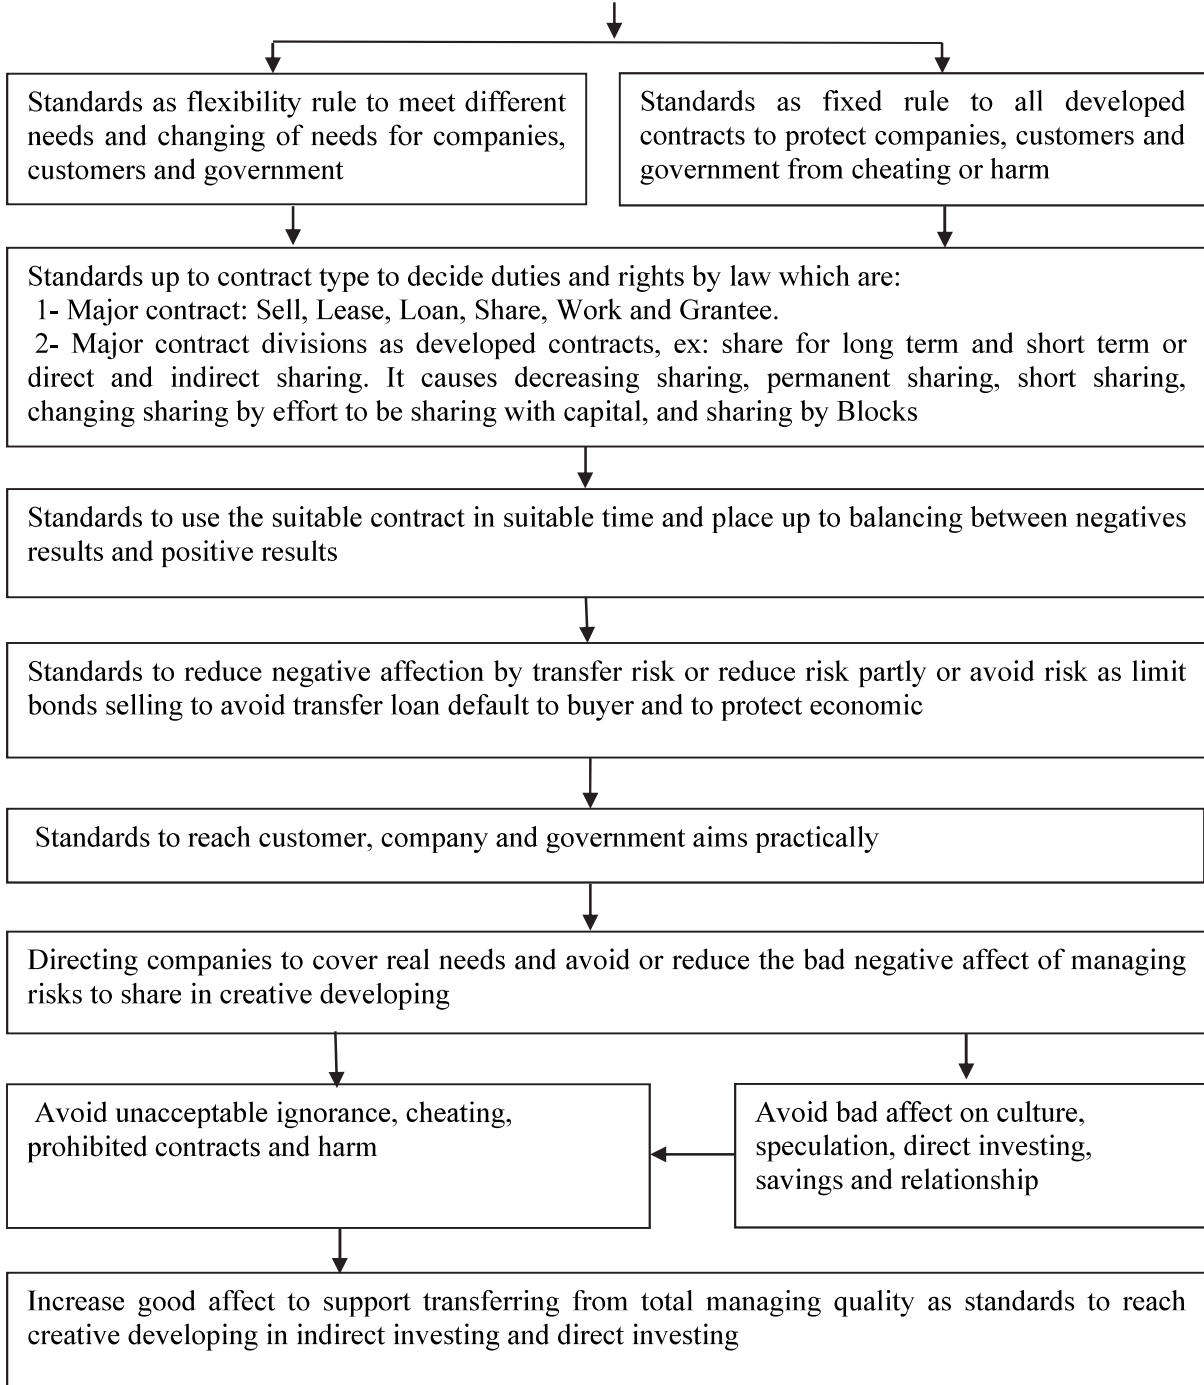 Standards as flexibility rule to meet different
needs and changing of needs for companies,
customers and government
Standards as fixed rule to all developed
contracts to protect companies, customers and
government from cheating or harm
Standards up to contract type to decide duties and rights by law which are:
1- Major contract: Sell, Lease, Loan, Share, Work and Grantee.
2- Major contract divisions as developed contracts, ex: share for long term and short term or
direct and indirect sharing. It causes decreasing sharing, permanent sharing, short sharing,
changing sharing by effort to be sharing with capital, and sharing by Blocks
Standards to use the suitable contract in suitable time and place up to balancing between negatives
results and positive results
Standards to reduce negative affection by transfer risk or reduce risk partly or avoid risk as limit
bonds selling to avoid transfer loan default to buyer and to protect economic
Standards to reach customer, company and government aims practically
Directing companies to cover real needs and avoid or reduce the bad negative affect of managing
risks to share in creative developing
Avoid unacceptable ignorance, cheating,
prohibited contracts and harm
Avoid bad affect on culture,
speculation, direct investing,
savings and relationship
Increase good affect to support transferring from total managing quality as standards to reach
creative developing in indirect investing and direct investing